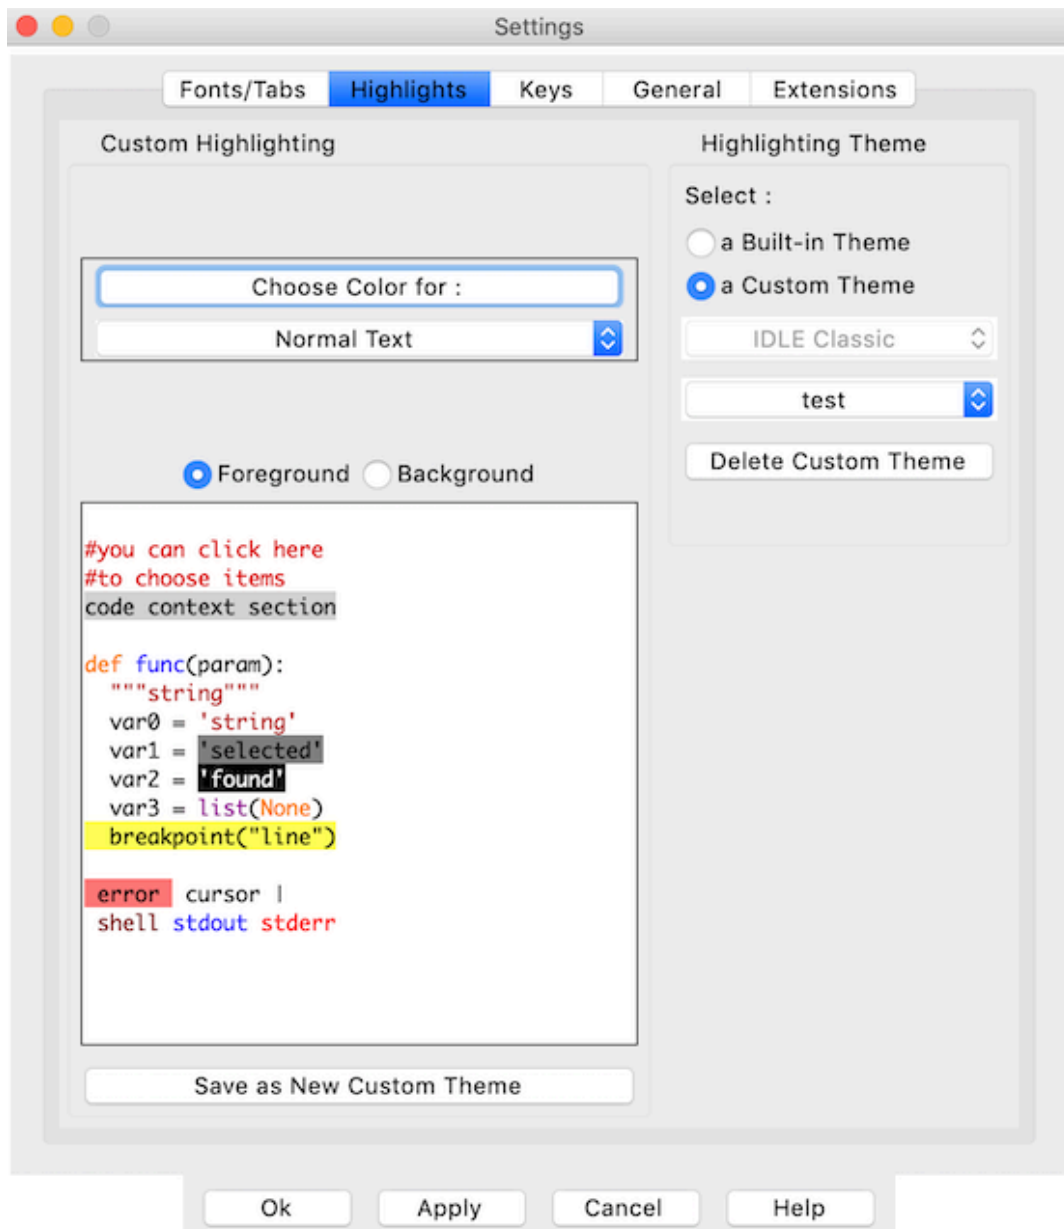 Settings
Fonts/Tabs Highlights Keys General Extensions
Custom Highlighting
Choose Color for :
Normal Text
Foreground Background
#you can click here
#to choose items
code context section
def func(param):
  """string"""
  var0 = 'string'
  var1 = 'selected'
  var2 = 'found'
  var3 = list(None)
  breakpoint("line")
 error  cursor |
 shell stdout stderr
Save as New Custom Theme
Highlighting Theme
Select :
a Built-in Theme
a Custom Theme
IDLE Classic
test
Delete Custom Theme
Ok Apply Cancel Help